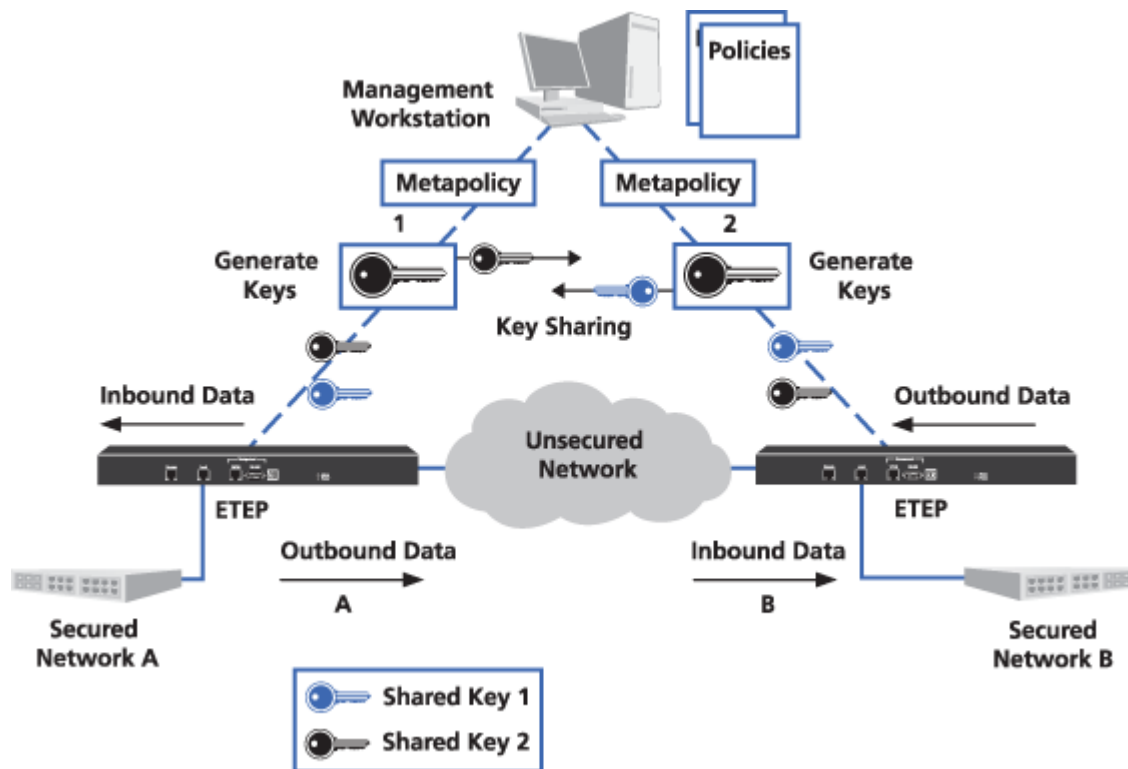 Policies
Management
Workstation
Metapolicy
Metapolicy
1
2
Generate
Keys
Generate
Keys
Key Sharing
Inbound Data
Outbound Data
Unsecured
Network
ETEP
ETEP
Outbound Data
Inbound Data
A
B
Secured
Network A
Secured
Network B
Shared Key 1
Shared Key 2